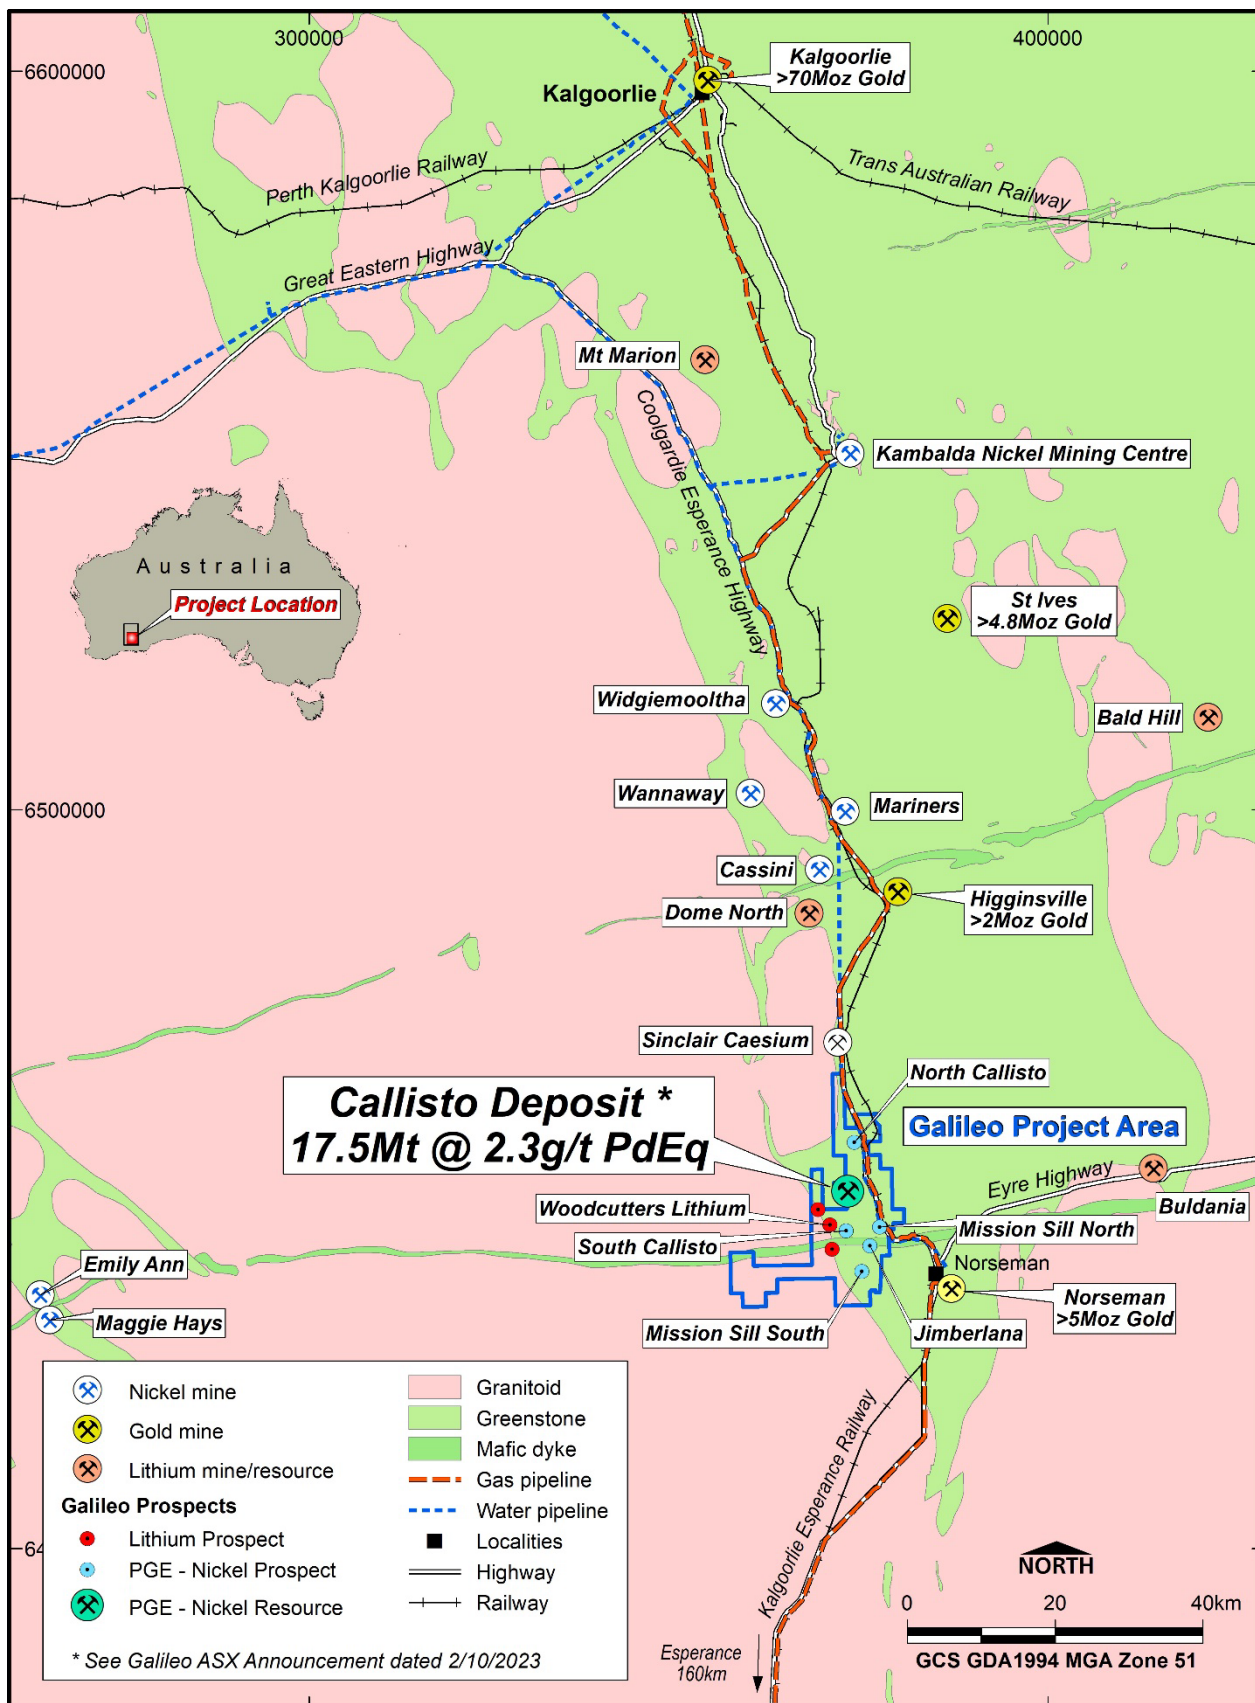 300000
400000
6600000
Kalgoorlie
>70Moz Gold
Kalgoorlie
Perth Kalgoorlie Railway
Trans Australian Railway
Great Eastern Highway
Mt Marion
Coolgardie Esperance Highway
Kambalda Nickel Mining Centre
Australia
Project Location
St Ives
>4.8Moz Gold
Widgiemooltha
Bald Hill
Wannaway
Mariners
6500000
Cassini
Dome North
Higginsville
>2Moz Gold
Sinclair Caesium
North Callisto
Callisto Deposit *
17.5Mt @ 2.3g/t PdEq
Galileo Project Area
Eyre Highway
Buldania
Woodcutters Lithium
Mission Sill North
South Callisto
Norseman
Emily Ann
Maggie Hays
Norseman
>5Moz Gold
Mission Sill South
Jimberlana
Nickel mine
Gold mine
Lithium mine/resource
Galileo Prospects
Lithium Prospect
PGE - Nickel Prospect
PGE - Nickel Resource
Granitoid
Greenstone
Mafic dyke
Gas pipeline
Water pipeline
Localities
Highway
Railway
* See Galileo ASX Announcement dated 2/10/2023
Kalgoorlie Esperance Railway
Esperance
160km
NORTH
0 20 40km
GCS GDA1994 MGA Zone 51